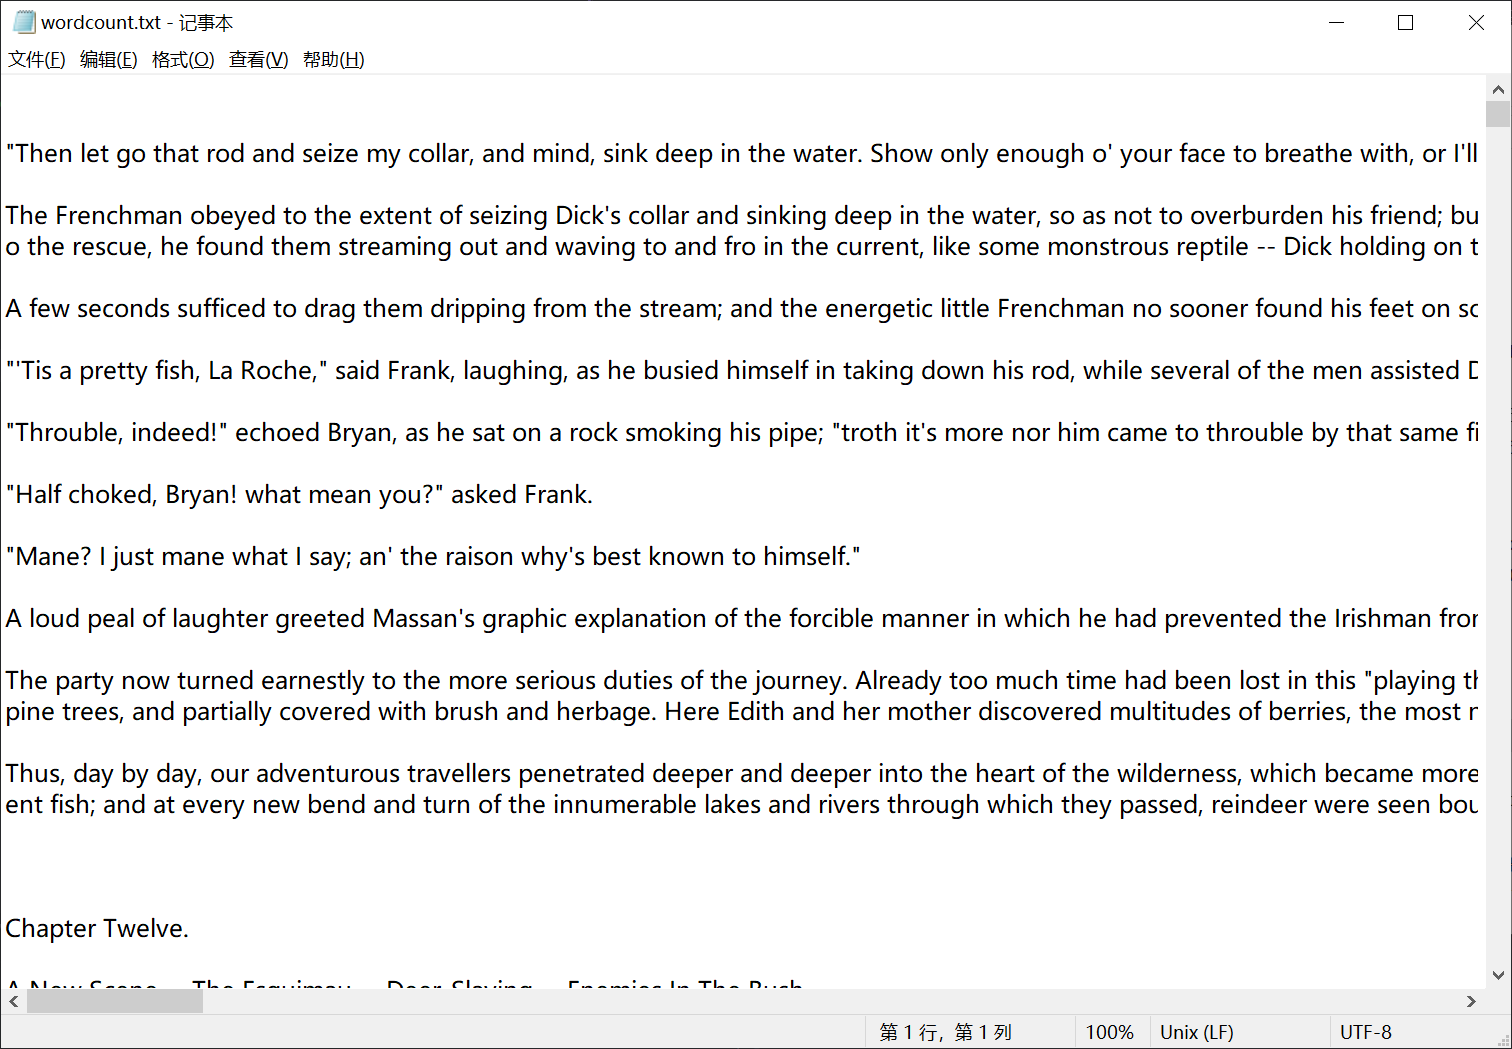 wordcount.txt - 记事本
文件(F) 编辑(E) 格式(O) 查看(V) 帮助(H)
"Then let go that rod and seize my collar, and mind, sink deep in the water. Show only enough o' your face to breathe with, or I'll
The Frenchman obeyed to the extent of seizing Dick's collar and sinking deep in the water, so as not to overburden his friend; bu
o the rescue, he found them streaming out and waving to and fro in the current, like some monstrous reptile -- Dick holding on t
A few seconds sufficed to drag them dripping from the stream; and the energetic little Frenchman no sooner found his feet on so
"'Tis a pretty fish, La Roche," said Frank, laughing, as he busied himself in taking down his rod, while several of the men assisted D
"Throuble, indeed!" echoed Bryan, as he sat on a rock smoking his pipe; "troth it's more nor him came to throuble by that same fi
"Half choked, Bryan! what mean you?" asked Frank.
"Mane? I just mane what I say; an' the raison why's best known to himself."
A loud peal of laughter greeted Massan's graphic explanation of the forcible manner in which he had prevented the Irishman from
The party now turned earnestly to the more serious duties of the journey. Already too much time had been lost in this "playing th
pine trees, and partially covered with brush and herbage. Here Edith and her mother discovered multitudes of berries, the most
Thus, day by day, our adventurous travellers penetrated deeper and deeper into the heart of the wilderness, which became more
ent fish; and at every new bend and turn of the innumerable lakes and rivers through which they passed, reindeer were seen bou
Chapter Twelve.
A New Scene -- The Esquimau -- Deer-Slaying -- Enemies In The Bush.
第 1 行，第 1 列 100% Unix (LF) UTF-8